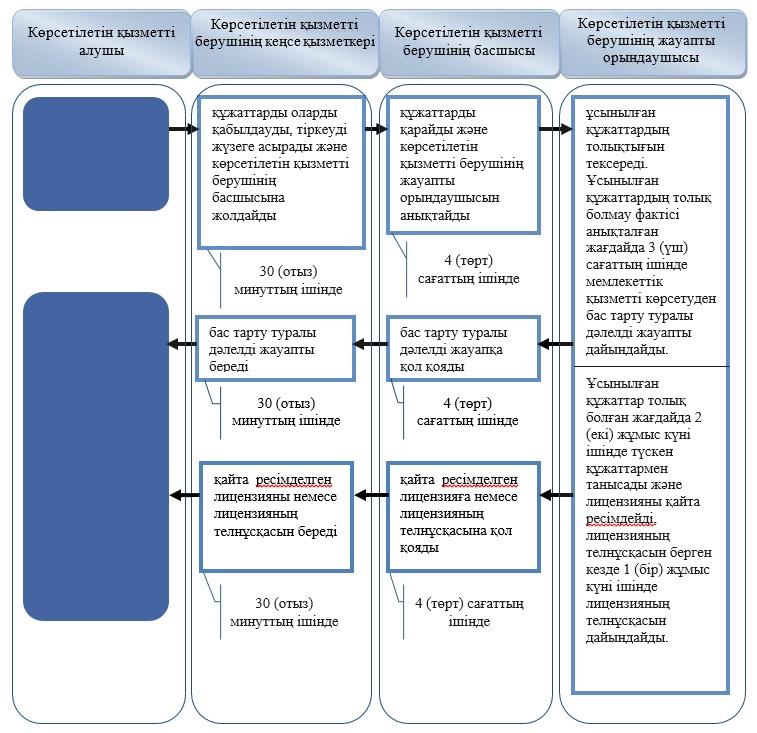 Көрсетілетін қызметті
алушы
Көрсетілетін қызметті
берушінің кеңсе қызметкері
Көрсетілетін қызметті
берушінің басшысы
Көрсетілетін қызметті
берушінің жауапты
орындаушысы
құжаттарды оларды
қабылдауды, тіркеуді
жүзеге асырады және
көрсетілетін қызметті
берушінің
басшысына
жолдайды
30 (отыз)
минуттың ішінде
құжаттарды
қарайды және
көрсетілетін
қызметті берушінің
жауапты
орындаушысын
анықтайды
4 (төрт)
сағаттың ішінде
ұсынылған
құжаттардың
толықтығын
тексереді.
Ұсынылған
құжаттардың толық
болмау фактісі
анықталған
жағдайда 3 (үш)
сағаттың ішінде
мемлекеттік
қызметті көрсетуден
бас тарту туралы
дәлелді жауапты
дайындайды.
бас тарту туралы
дәлелді жауапты
береді
30 (отыз)
минуттың ішінде
бас тарту туралы
дәлелді жауапқа
қол қояды
4 (төрт)
сағаттың ішінде
Ұсынылған
құжаттар толық
болған жағдайда 2
(екі) жұмыс күні
ішінде түскен
құжаттармен
танысады және
лицензияны қайта
ресімдейді,
лицензияның
телнұсқасын берген
кезде 1 (бір) жұмыс
күні ішінде
лицензияның
телнұсқасын
дайындайды.
қайта ресімделген
лицензияны немесе
лицензияның
телнұсқасын береді
30 (отыз)
минуттың ішінде
қайта ресімделген
лицензияға немесе
лицензияның
телнұсқасына қол
қояды
4 (төрт) сағаттың
ішінде